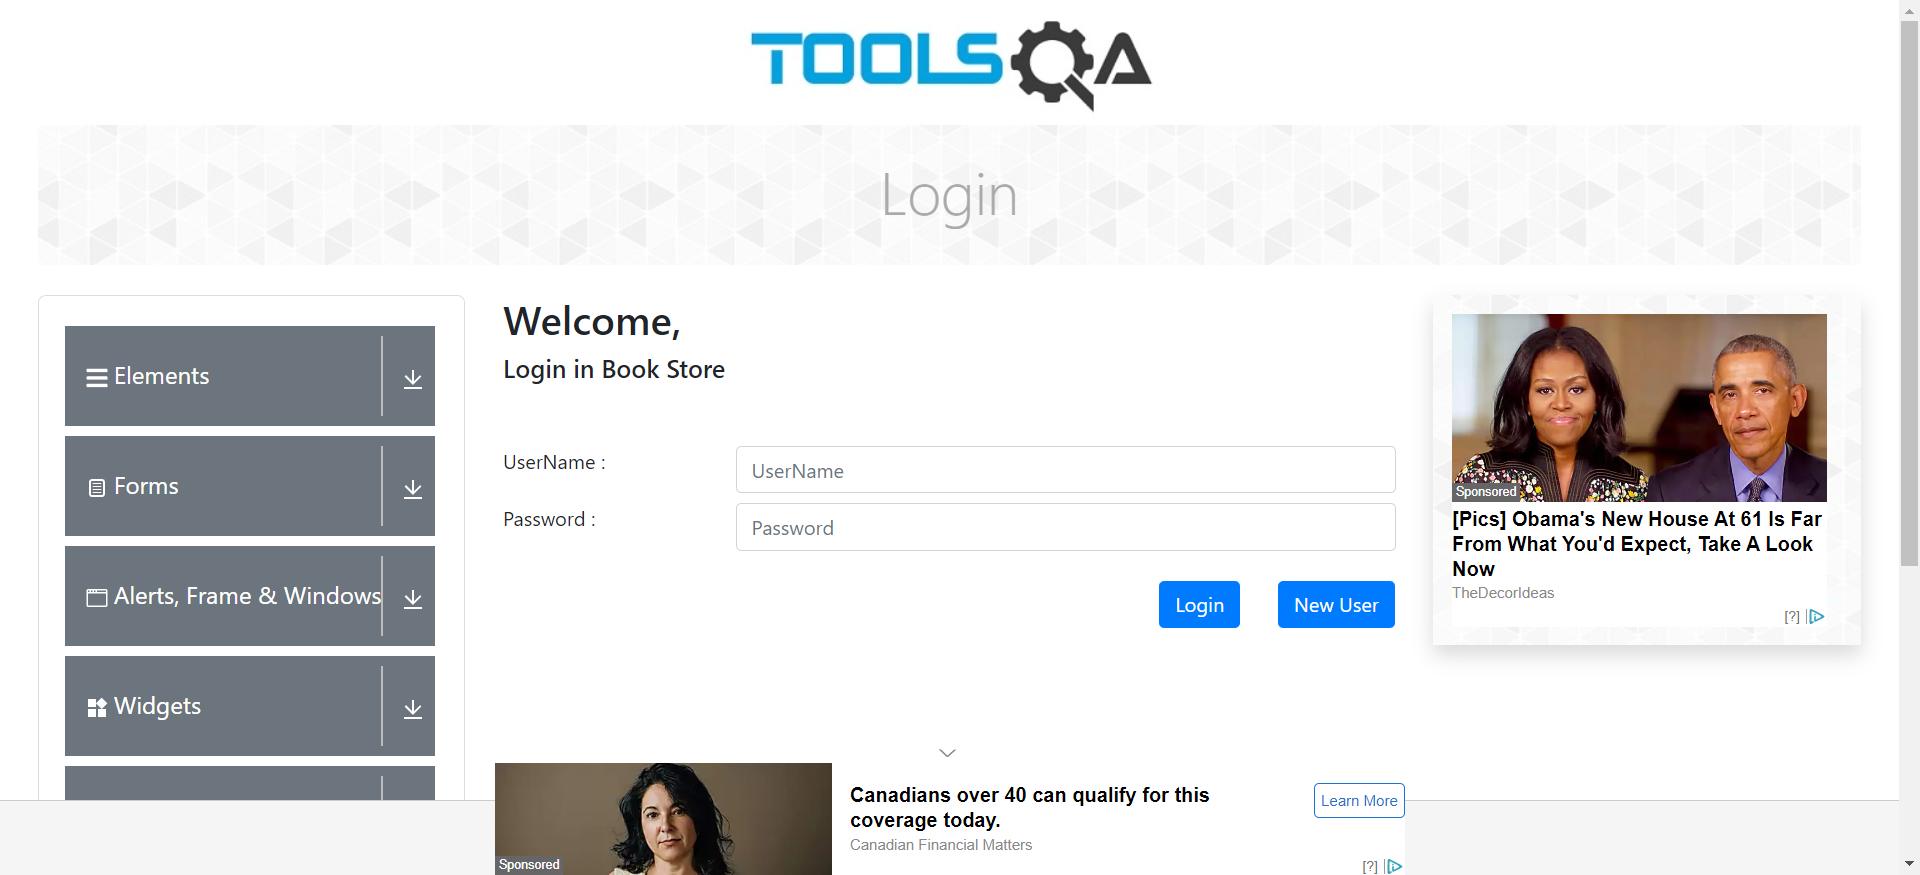 TOOLSQA
Login
Elements
Forms
Alerts, Frame & Windows
Widgets
Welcome,
Login in Book Store
UserName :
UserName
Password :
Password
Login
New User
Sponsored
[Pics] Obama's New House At 61 Is Far
From What You'd Expect, Take A Look
Now
TheDecorIdeas
[?]
Sponsored
Canadians over 40 can qualify for this
coverage today.
Canadian Financial Matters
Learn More
[?]